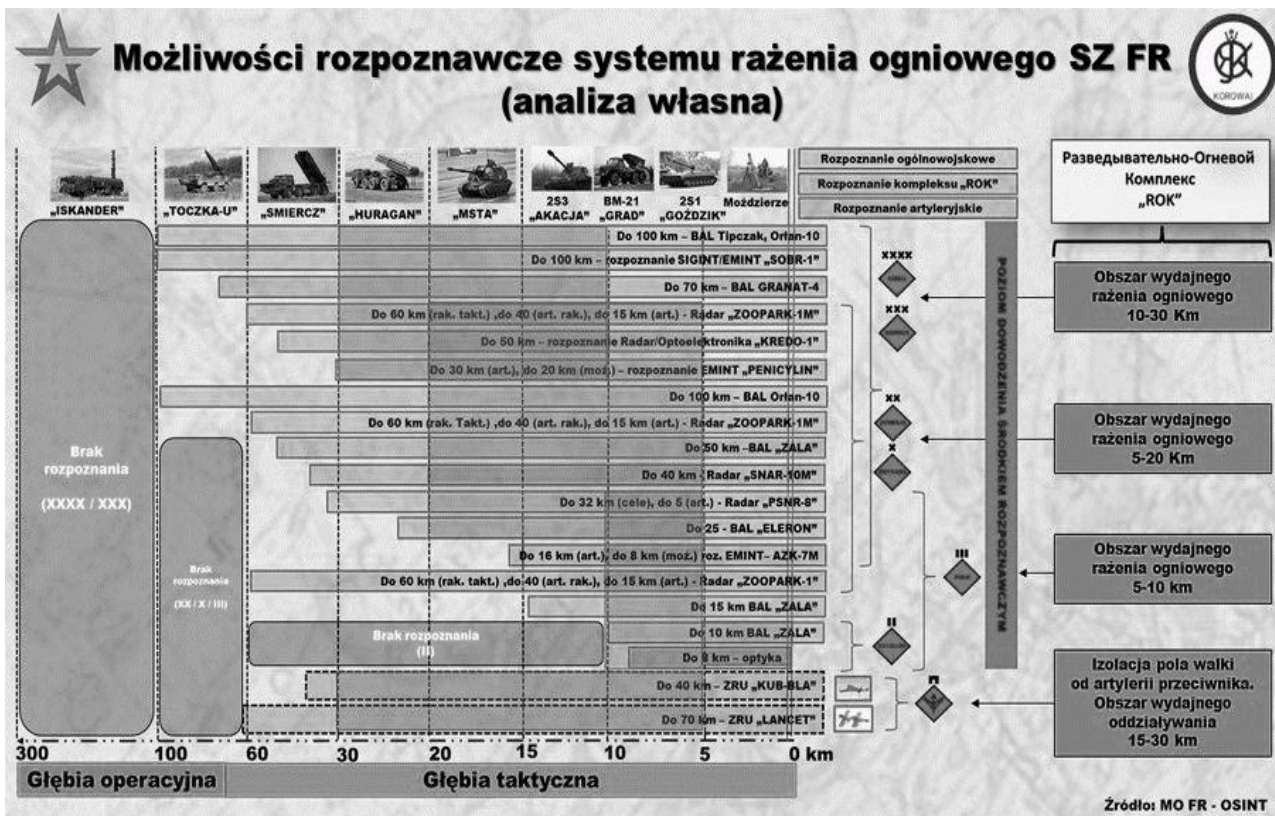 Możliwości rozpoznawcze systemu rażenia ogniowego SZ FR
(analiza własna)
KOROWAI
„ISKANDER”
„TOCZKA-U”
„SMIERCZ”
„HURAGAN”
„MSTA”
2S3
„AKACJA”
BM-21
„GRAD”
2S1
„GOŹDZIK”
Moździerze
Rozpoznanie ogólnowojskowe
Rozpoznanie kompleksu „ROK”
Rozpoznanie artyleryjskie
Разведывательно-Огневой
Комплекс
„ROK”
Do 100 km – BAL Tipczak, Orłan-10
Do 100 km – rozpoznanie SIGINT/EMINT „SOBR-1”
Do 70 km – BAL GRANAT-4
Do 60 km (rak. takt.) ,do 40 (art. rak.), do 15 km (art.) - Radar „ZOOPARK-1M”
Do 50 km – rozpoznanie Radar/Optoelektronika „KREDO-1”
Do 30 km (art.), do 20 km (moź.) – rozpoznanie EMINT „PENICYLIN”
Do 100 km – BAL Orłan-10
Do 60 km (rak. Takt.) ,do 40 (art. rak.), do 15 km (art.) - Radar „ZOOPARK-1M”
Do 50 km –BAL „ZALA”
Do 40 km - Radar „SNAR-10M”
Do 32 km (cele), do 5 (art.) - Radar „PSNR-8”
Do 25 - BAL „ELERON”
Do 16 km (art.), do 8 km (moź.) roz. EMINT– AZK-7M
Do 60 km (rak. takt.) ,do 40 (art. rak.), do 15 km (art.) - Radar „ZOOPARK-1”
Do 15 km BAL „ZALA”
Do 10 km BAL „ZALA”
Do 8 km – optyka
Do 40 km – ZRU „KUB-BLA”
Do 70 km – ZRU „LANCET”
Brak
rozpoznania
(XXXX / XXX)
Brak
rozpoznania
(XX / X / III)
Brak rozpoznania
(II)
XXXX
XXX
XX
X
III
II
POZIOM DOWODZENIA ŚRODKIEM ROZPOZNAWCZYM
Obszar wydajnego
rażenia ogniowego
10-30 Km
Obszar wydajnego
rażenia ogniowego
5-20 Km
Obszar wydajnego
rażenia ogniowego
5-10 km
Izolacja pola walki
od artylerii przeciwnika.
Obszar wydajnego
oddziaływania
15-30 km
300 100 60 30 20 15 10 5 0 km
Głębia operacyjna
Głębia taktyczna
Źródło: MO FR - OSINT